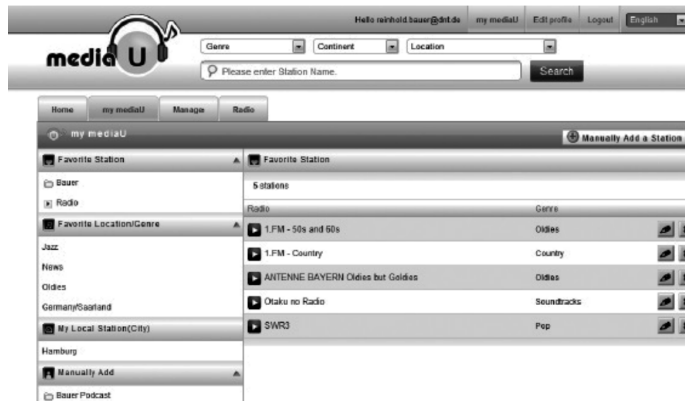 Hello reinhold bauer@dnt.de my mediaU Edit profile Logout English
media U
Genre Continent Location
Please enter Station Name. Search
Home my mediaU Manager Radio
my mediaU Manually Add a Station
Favorite Station Favorite Station
Bauer 5 stations
Radio Radio Genre
Favorite Location/Genre 1.FM - 50s and 60s Oldies
Jazz 1.FM - Country Country
News ANTENNE BAYERN Oldies but Goldies Oldies
Oldies Otaku no Radio Soundtracks
Germany/Saarland
My Local Station(City) SWR3 Pop
Hamburg
Manually Add
Bauer Podcast